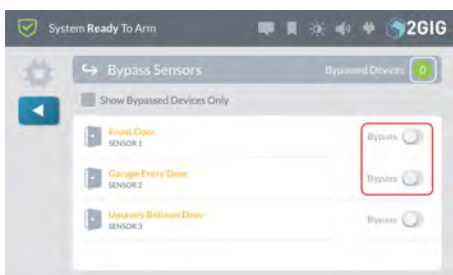 System Ready To Arm
2GIG
Bypass Sensors
Bypassed Devices 0
Show Bypassed Devices Only
Front Door
SENSOR 1
Bypass
Garage Entry Door
SENSOR 2
Bypass
Upstairs Balcony Door
SENSOR 3
Bypass